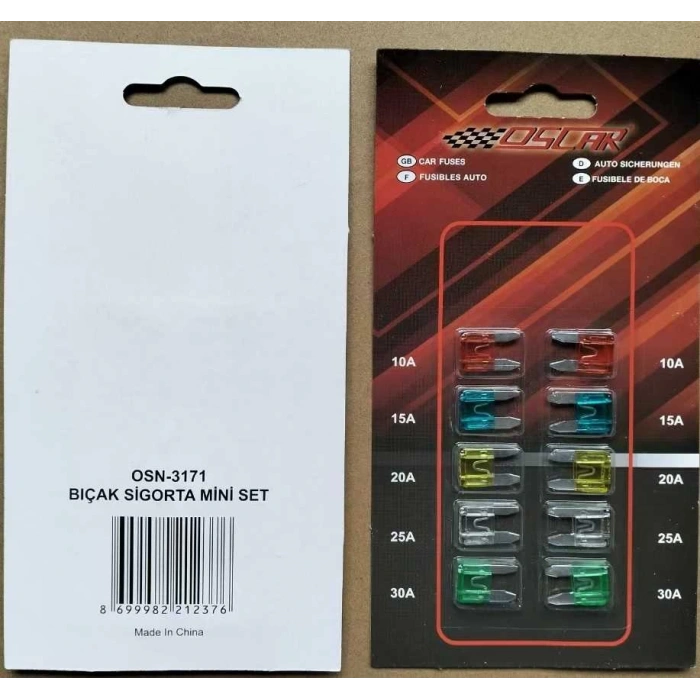 OSN-3171
BIÇAK SİGORTA MİNİ SET
8 699982 212376
Made In China
OSCAR
GB CAR FUSES
F FUSIBLES AUTO
D AUTO SICHERUNGEN
E FUSIBELE DE BOCA
10A 10A
15A 15A
20A 20A
25A 25A
30A 30A